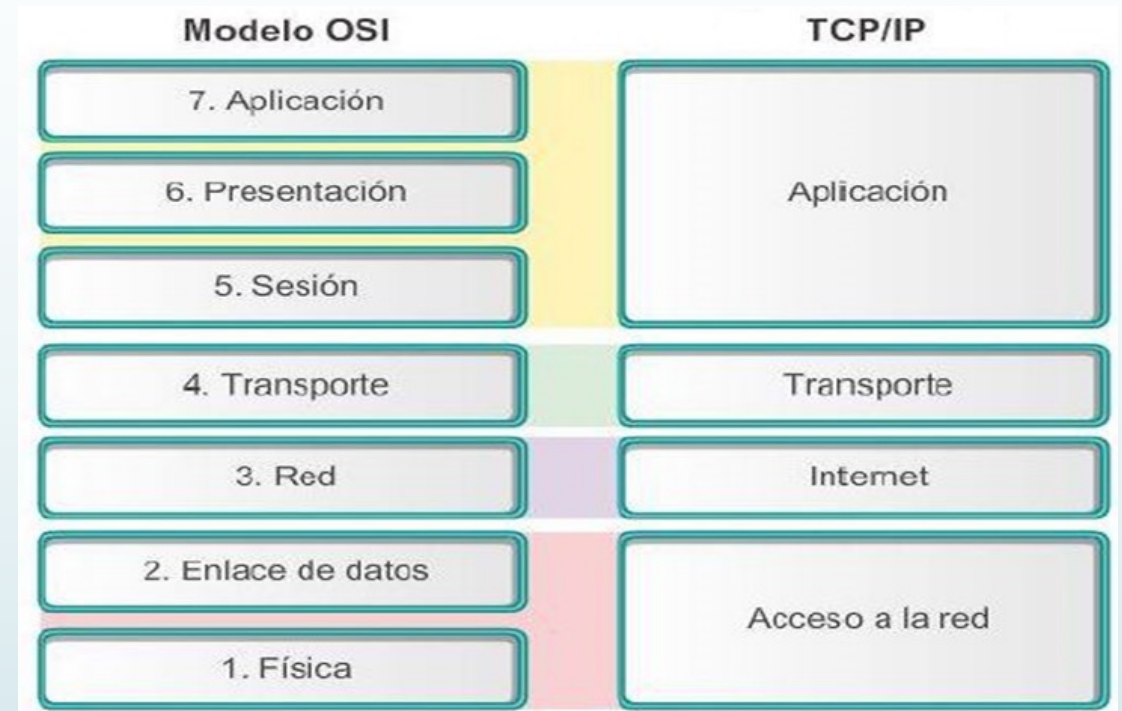 Modelo OSI
TCP/IP
7. Aplicación
6. Presentación
5. Sesión
4. Transporte
3. Red
2. Enlace de datos
1. Física
Aplicación
Transporte
Internet
Acceso a la red